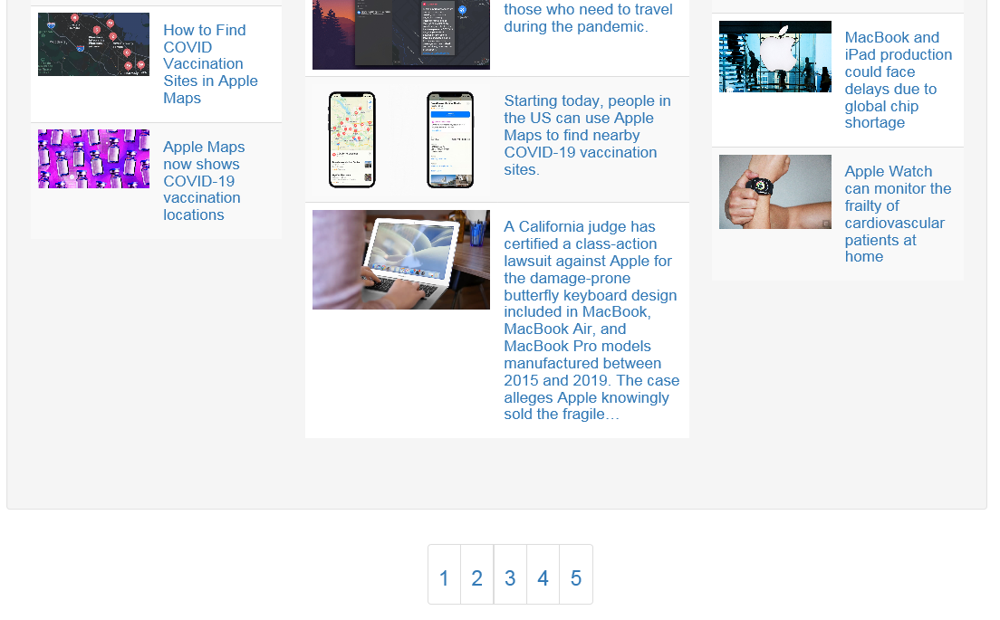 How to Find
COVID
Vaccination
Sites in Apple
Maps
Apple Maps
now shows
COVID-19
vaccination
locations
those who need to travel
during the pandemic.
Starting today, people in
the US can use Apple
Maps to find nearby
COVID-19 vaccination
sites.
A California judge has
certified a class-action
lawsuit against Apple for
the damage-prone
butterfly keyboard design
included in MacBook,
MacBook Air, and
MacBook Pro models
manufactured between
2015 and 2019. The case
alleges Apple knowingly
sold the fragile…
MacBook and
iPad production
could face
delays due to
global chip
shortage
Apple Watch
can monitor the
frailty of
cardiovascular
patients at
home
1 2 3 4 5